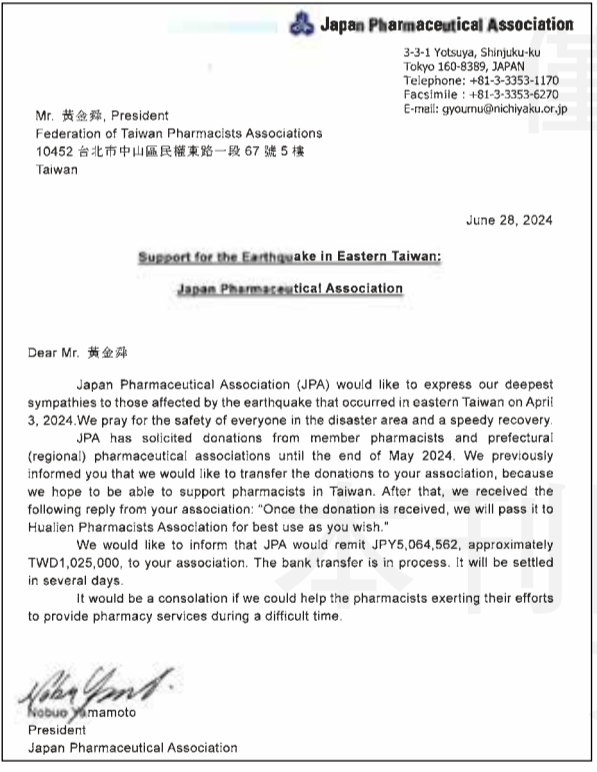 Japan Pharmaceutical Association
3-3-1 Yotsuya, Shinjuku-ku
Tokyo 160-8389, JAPAN
Telephone: +81-3-3353-1170
Facsimile : +81-3-3353-6270
E-mail: gyoumu@nichiyaku.or.jp
Mr. 黃金舜, President
Federation of Taiwan Pharmacists Associations
10452 台北市中山區民權東路一段 67 號 5 樓
Taiwan
June 28, 2024
Support for the Earthquake in Eastern Taiwan:
Japan Pharmaceutical Association
Dear Mr. 黃金舜
Japan Pharmaceutical Association (JPA) would like to express our deepest
sympathies to those affected by the earthquake that occurred in eastern Taiwan on April
3, 2024.We pray for the safety of everyone in the disaster area and a speedy recovery.
JPA has solicited donations from member pharmacists and prefectural
(regional) pharmaceutical associations until the end of May 2024. We previously
informed you that we would like to transfer the donations to your association, because
we hope to be able to support pharmacists in Taiwan. After that, we received the
following reply from your association: "Once the donation is received, we will pass it to
Hualien Pharmacists Association for best use as you wish."
We would like to inform that JPA would remit JPY5,064,562, approximately
TWD1,025,000, to your association. The bank transfer is in process. It will be settled
in several days.
It would be a consolation if we could help the pharmacists exerting their efforts
to provide pharmacy services during a difficult time.
Nobuo Yamamoto
President
Japan Pharmaceutical Association
本刊